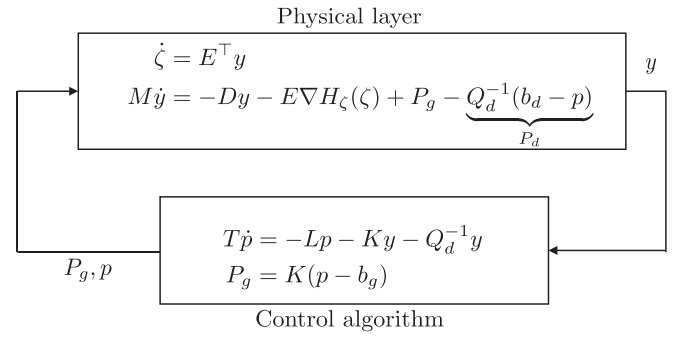 Physical layer
ζ̇ = E^⊤ y
Mẏ = −Dy − E∇H_ζ(ζ) + P_g − Q_d^{−1}(b_d − p)
P_d
y
Tṗ = −Lp − Ky − Q_d^{−1} y
P_g = K(p − b_g)
P_g, p
Control algorithm